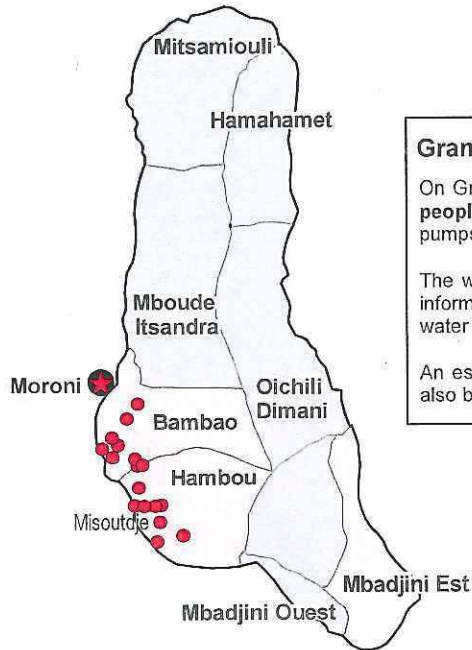 Mitsamiouli
Hamahamet
Gran
On Gr
peopl
pumps
The w
inform
water
An es
also b
Mboude
Itsandra
Moroni
Oichili
Dimani
Bambao
Hambou
Misoutdje
Mbadjini Est
Mbadjini Ouest